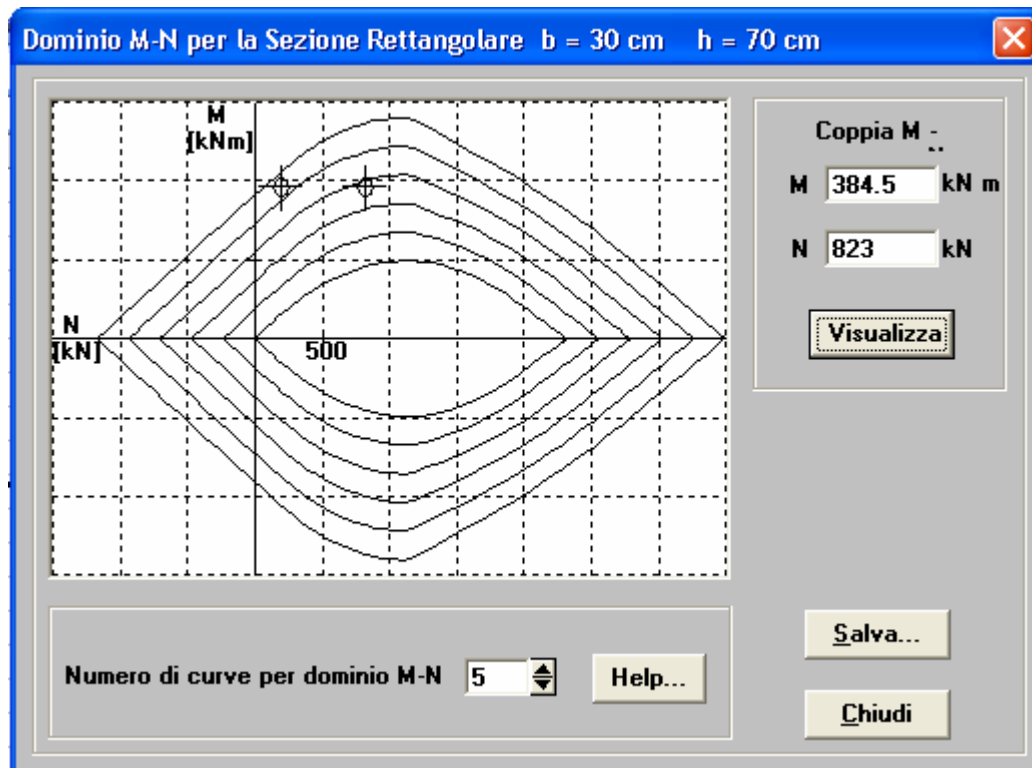 Dominio M-N per la Sezione Rettangolare b = 30 cm h = 70 cm
M
[kNm]
N
[kN]
500
Coppia M -
M 384.5 kN m
N 823 kN
Visualizza
Numero di curve per dominio M-N 5 Help...
Salva...
Chiudi